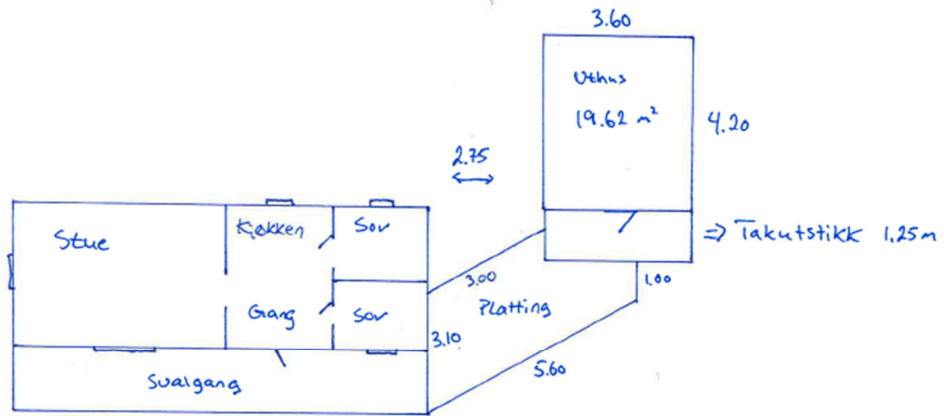 3.60
Uthus
19.62 m²
4.20
2.75
Stue
Kjøkken
Sov
=> Takutstikk 1.25m
3.00
1.00
Gang
Sov
Platting
3.10
5.60
Svalgang